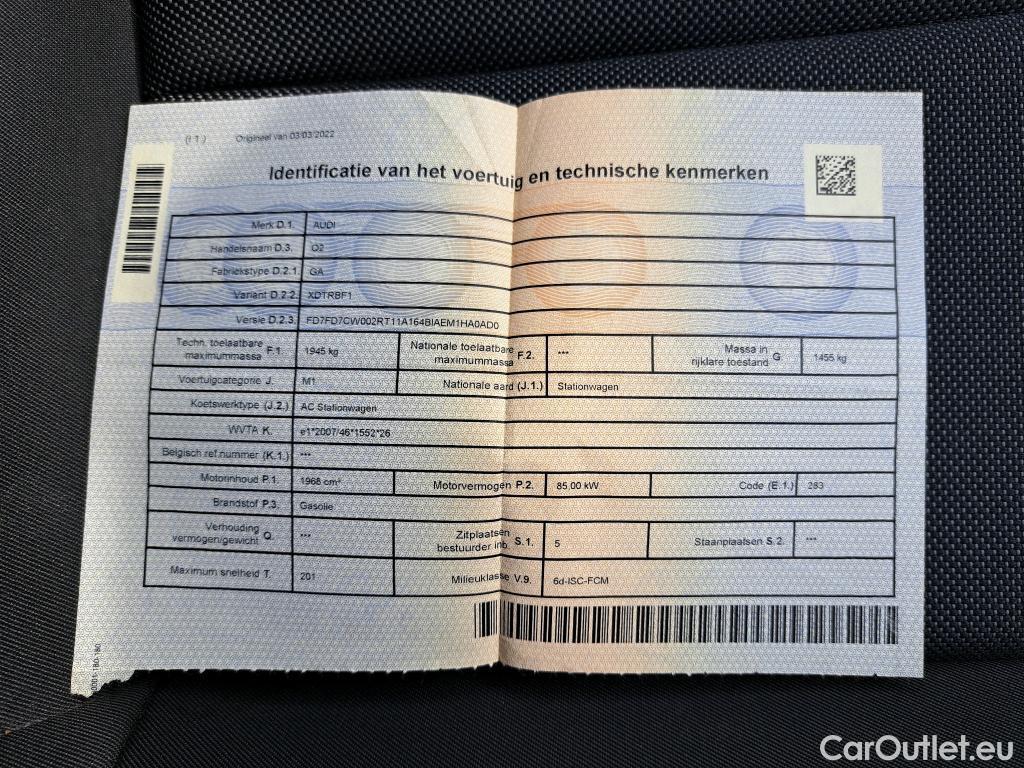 (I 1) Origineel van 03/03/2022
Identificatie van het voertuig en technische kenmerken
Merk D.1. AUDI
Handelsnaam D.3. Q2
Fabriekstype D.2.1. GA
Variant D.2.2. XDTRBF1
Versie D.2.3. FD7FD7CW002RT11A164BIAEM1HA0AD0
Techn. toelaatbare maximummassa F.1. 1945 kg Nationale toelaatbare maximummassa F.2. *** Massa in rijklare toestand G. 1455 kg
Voertuigcategorie J. M1 Nationale aard (J.1.) Stationwagen
Koetswerktype (J.2.) AC Stationwagen
WVTA K. e1*2007/46*1552*26
Belgisch ref.nummer (K.1.) ***
Motorinhoud P.1. 1968 cm³ Motorvermogen P.2. 85,00 kW Code (E.1.) 283
Brandstof P.3. Gasolie
Verhouding vermogen/gewicht Q. *** Zitplaatsen bestuurder inb. S.1. 5 Staanplaatsen S.2. ***
Maximum snelheid T. 201 Milieuklasse V.9. 6d-ISC-FCM
CarOutlet.eu